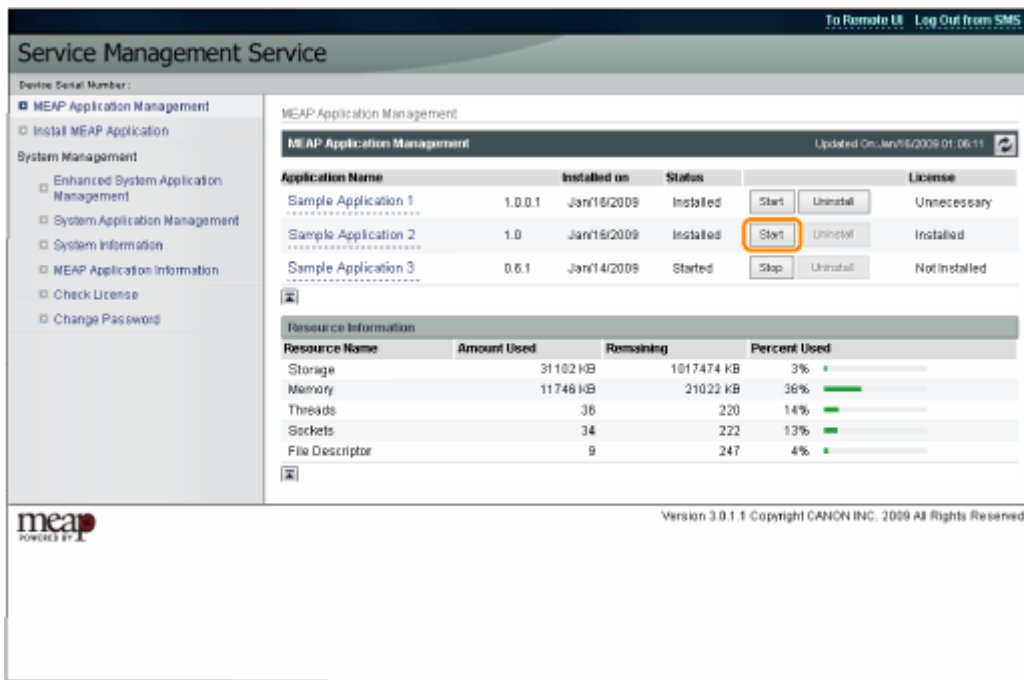 To Remote UI Log Out from SMS
Service Management Service
Device Serial Number:
MEAP Application Management
Install MEAP Application
System Management
Enhanced System Application
Management
System Application Management
System Information
MEAP Application Information
Check License
Change Password
MEAP Application Management
MEAP Application Management Updated On:Jan/16/2009 01:06:11
Application Name Installed on Status License
Sample Application 1 1.0.0.1 Jan/16/2009 Installed Start Uninstall Unnecessary
Sample Application 2 1.0 Jan/16/2009 Installed Start Uninstall Installed
Sample Application 3 0.6.1 Jan/14/2009 Started Stop Uninstall Not Installed
Resource Information
Resource Name Amount Used Remaining Percent Used
Storage 31102 KB 1017474 KB 3%
Memory 11746 KB 21022 KB 36%
Threads 36 220 14%
Sockets 34 222 13%
File Descriptor 9 247 4%
meap
POWERED BY
Version 3.0.1.1 Copyright CANON INC. 2009 All Rights Reserved